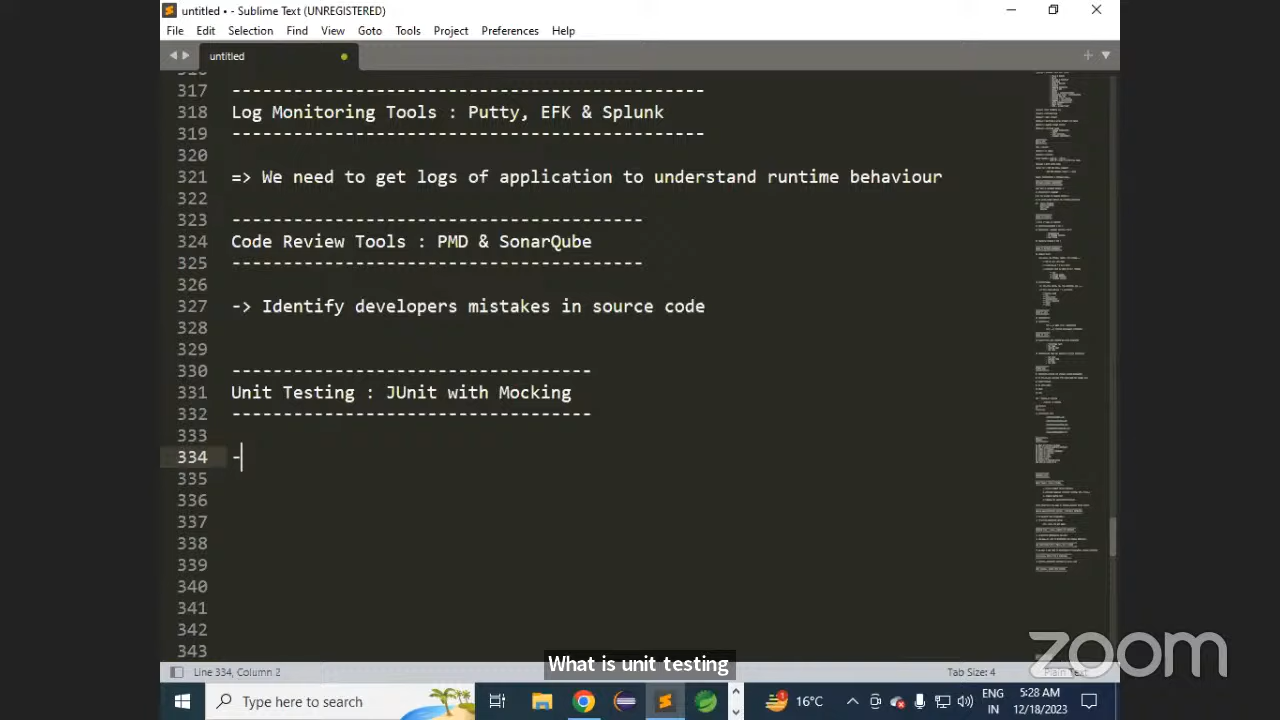 untitled • - Sublime Text (UNREGISTERED)
File Edit Selection Find View Goto Tools Project Preferences Help
untitled
317 ----------------------------------------------
318 Log Monitoring Tools : Putty, EFK & Splunk
319 ----------------------------------------------
320
321 => We need to get logs of application to understand runtime behaviour
322
323 ----------------------------------------
324 Code Review Tools : PMD & SonarQube
325 ----------------------------------------
326
327 -> Identify developers mistakes in source code
328
329
330 -----------------------------------
331 Unit Testing : JUnit with Mocking
332 -----------------------------------
333
334 -
335
336
337
338
339
340
341
342
343
zoom
What is unit testing
Line 334, Column 2
Tab Size: 4
Plain Text
Type here to search
1
16°C
ENG
IN
5:28 AM
12/18/2023